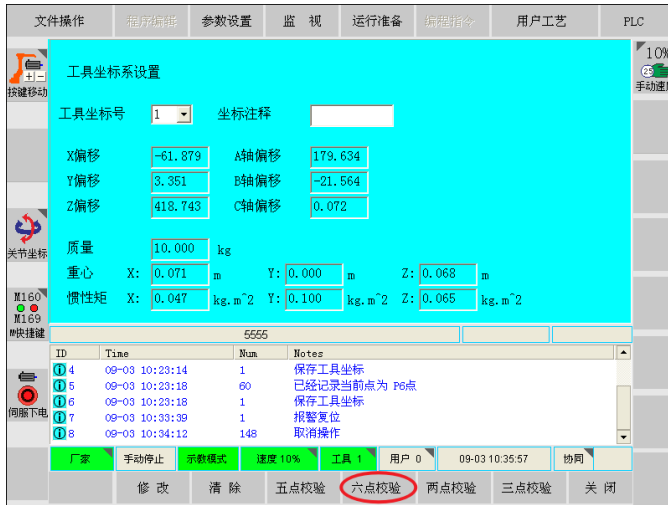 文件操作 程序编辑 参数设置 监 视 运行准备 编程指令 用户工艺 PLC
按键移动
10%
手动速
工具坐标系设置
工具坐标号 1 坐标注释
X偏移 -61.879 A轴偏移 179.634
Y偏移 3.351 B轴偏移 -21.564
Z偏移 418.743 C轴偏移 0.072
关节坐标
质量 10.000 kg
重心 X: 0.071 m Y: 0.000 m Z: 0.068 m
惯性矩 X: 0.047 kg.m^2 Y: 0.100 kg.m^2 Z: 0.065 kg.m^2
M160
M169
M快捷键
5555
ID Time Num Notes
4 09-03 10:23:14 1 保存工具坐标
5 09-03 10:23:18 60 已经记录当前点为 P6点
6 09-03 10:23:18 1 保存工具坐标
7 09-03 10:33:39 1 报警复位
8 09-03 10:34:12 148 取消操作
伺服下电
厂家 手动停止 示教模式 速度 10% 工具 1 用户 0 09-03 10:35:57 协同
修 改 清 除 五点校验 六点校验 两点校验 三点校验 关 闭